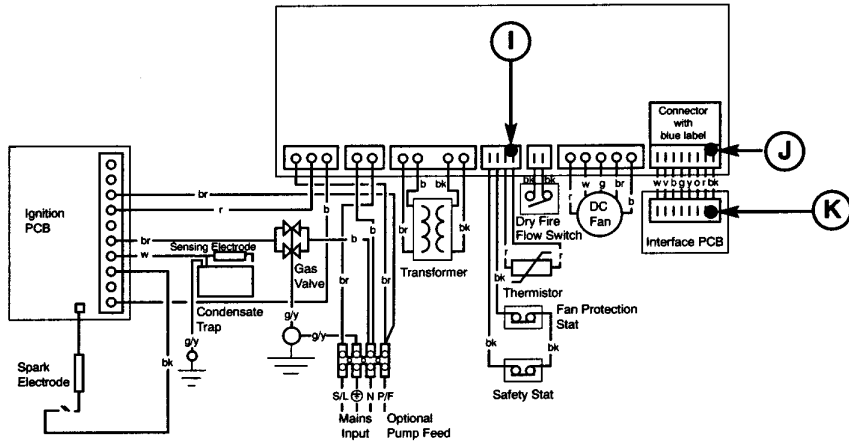 I
Connector
with
blue label
J
K
w v b g y o r bk
Interface PCB
Ignition
PCB
br
r
b
br
w
Sensing Electrode
Condensate
Trap
g/y
bk
Spark
Electrode
Gas
Valve
g/y
g/y
b
br
b
br
S/L N P/F
Mains
Input
Optional
Pump Feed
b
bk
br
bk
Transformer
bk bk
Dry Fire
Flow Switch
r
w
g
br
b
DC
Fan
r
r
Thermistor
bk
Fan Protection
Stat
bk
bk
Safety Stat